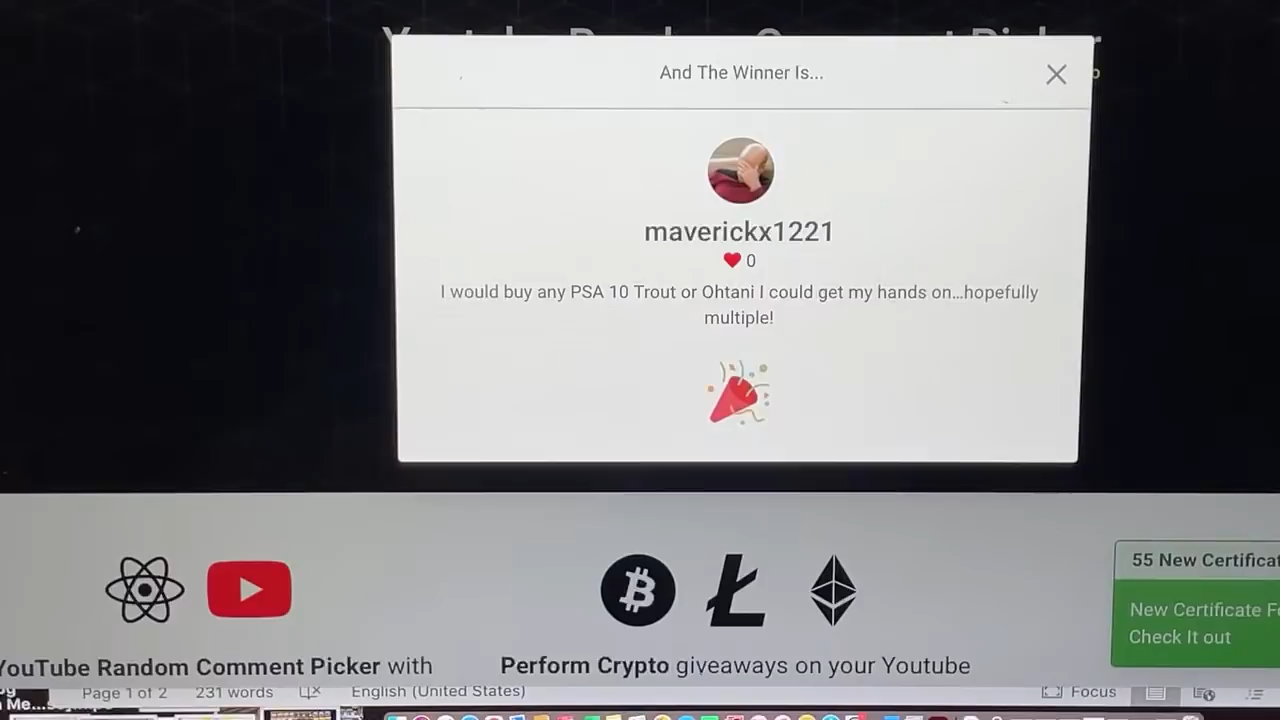 And The Winner Is...
maverickx1221
0
I would buy any PSA 10 Trout or Ohtani I could get my hands on...hopefully
multiple!
55 New Certificat
New Certificate Fo
Check It out
YouTube Random Comment Picker with
Perform Crypto giveaways on your Youtube
Page 1 of 2 231 words English (United States) Focus